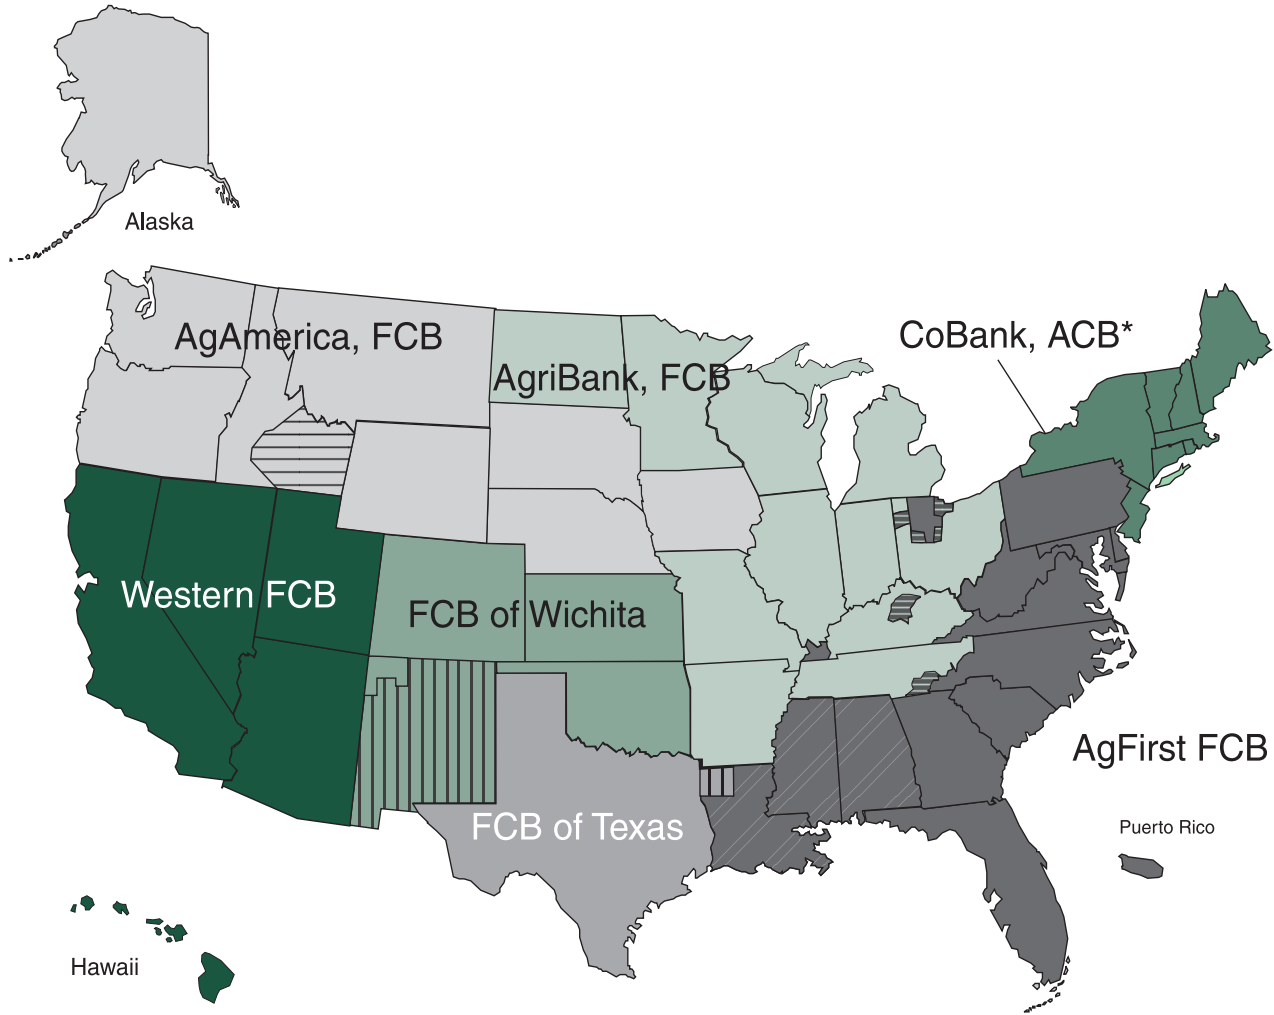 Alaska
AgAmerica, FCB
CoBank, ACB*
AgriBank, FCB
Western FCB
FCB of Wichita
AgFirst FCB
FCB of Texas
Puerto Rico
Hawaii